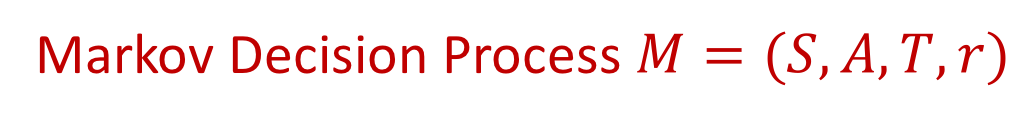 Markov Decision Process 𝑀 = (𝑆, 𝐴, 𝑇, 𝑟)